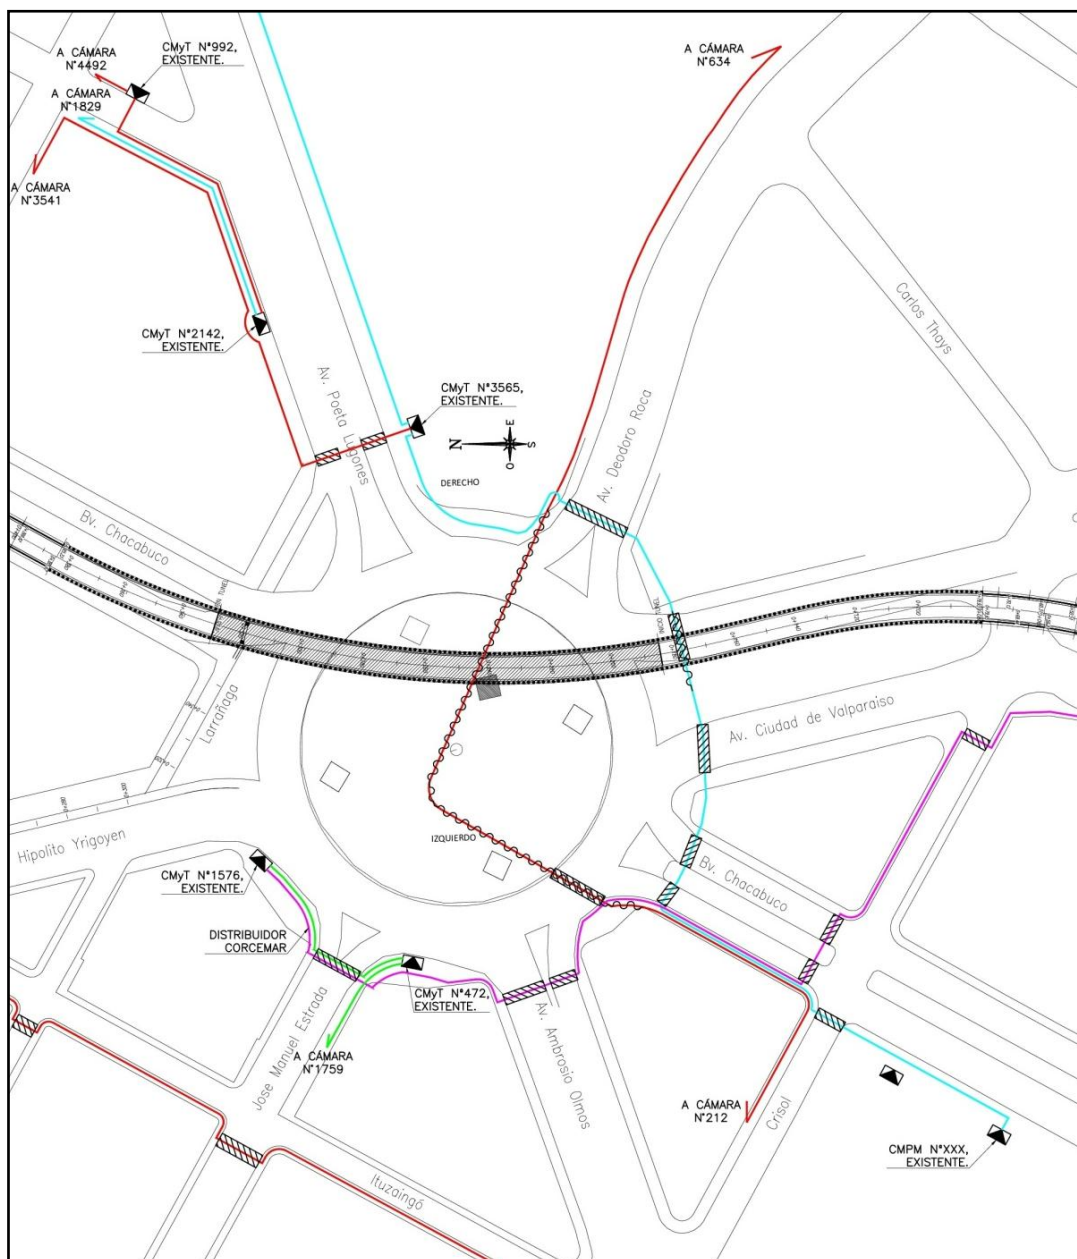 A CÁMARA
N°4492
CMyT N°992,
EXISTENTE.
A CÁMARA
N°1829
A CÁMARA
N°634
A CÁMARA
N°3541
Carlos Thays
CMyT N°2142,
EXISTENTE.
Av. Poeta Lugones
CMyT N°3565,
EXISTENTE.
Av. Deodoro Roca
N
E
S
O
DERECHO
Bv. Chacabuco
INICIO TUNEL
Larrañaga
Av. Ciudad de Valparaiso
Hipolito Yrigoyen
IZQUIERDO
CMyT N°1576,
EXISTENTE.
Bv. Chacabuco
DISTRIBUIDOR
CORCEMAR
CMyT N°472,
EXISTENTE.
Jose Manuel Estrada
Av. Ambrosio Olmos
A CÁMARA
N°1759
A CÁMARA
N°212
Crisol
CMPM N°XXX,
EXISTENTE.
Ituzaingó